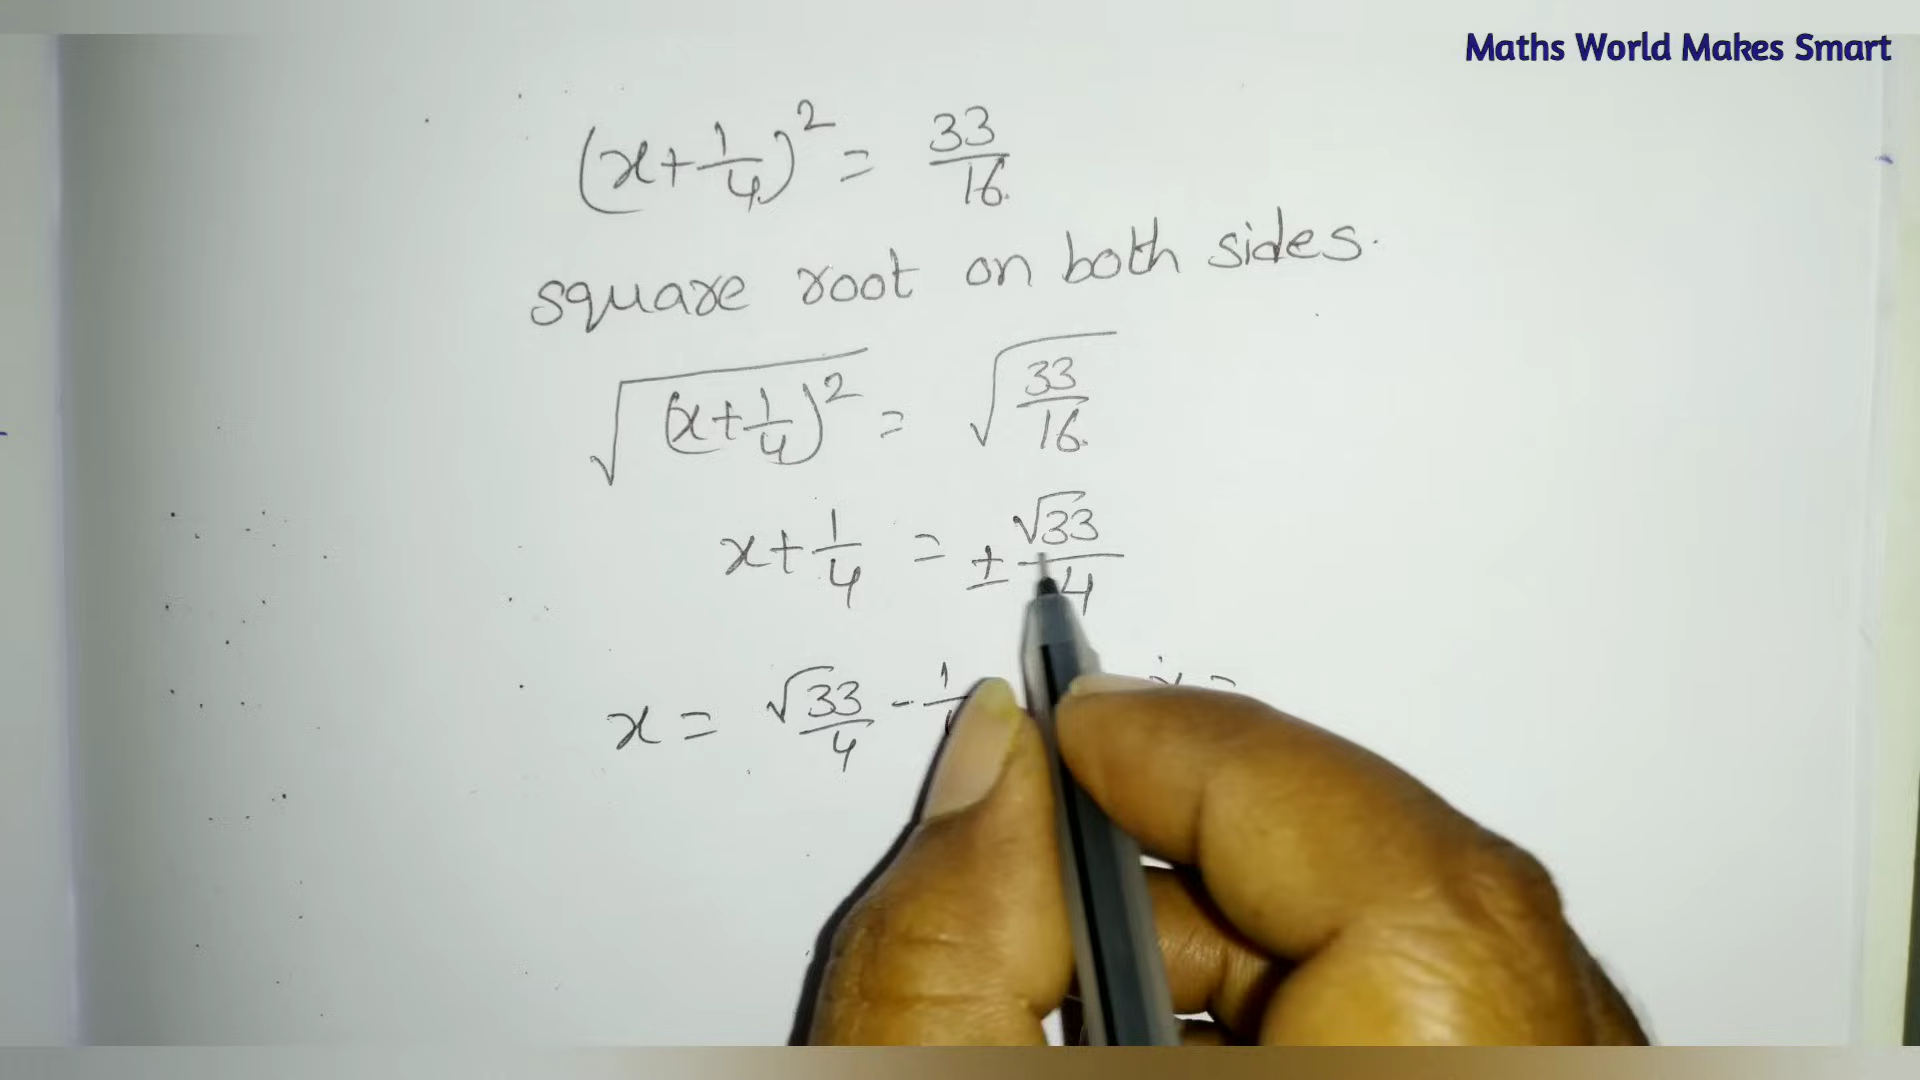 Maths World Makes Smart
(x+1/4)² = 33/16
square root on both sides.
√(x+1/4)² = √33/16
x+1/4 = ±√33/4
x = √33/4 - 1/ x =